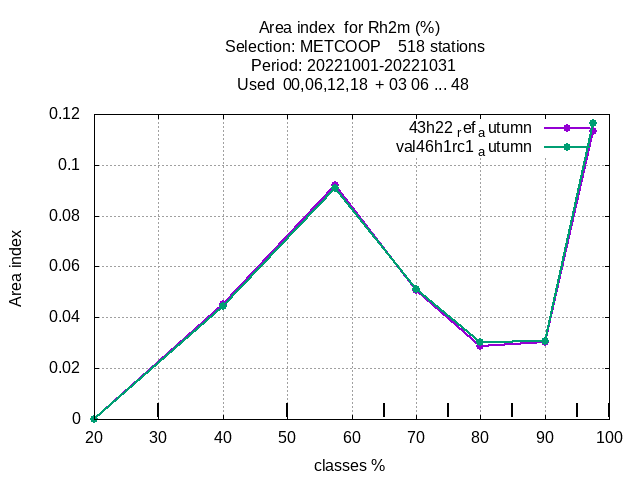 Area index  for Rh2m (%)
Selection: METCOOP    518 stations
Period: 20221001-20221031
Used  00,06,12,18  + 03 06 ... 48
43h22 ref autumn
val46h1rc1 autumn
0.12
0.1
0.08
0.06
0.04
0.02
0
Area index
20 30 40 50 60 70 80 90 100
classes %